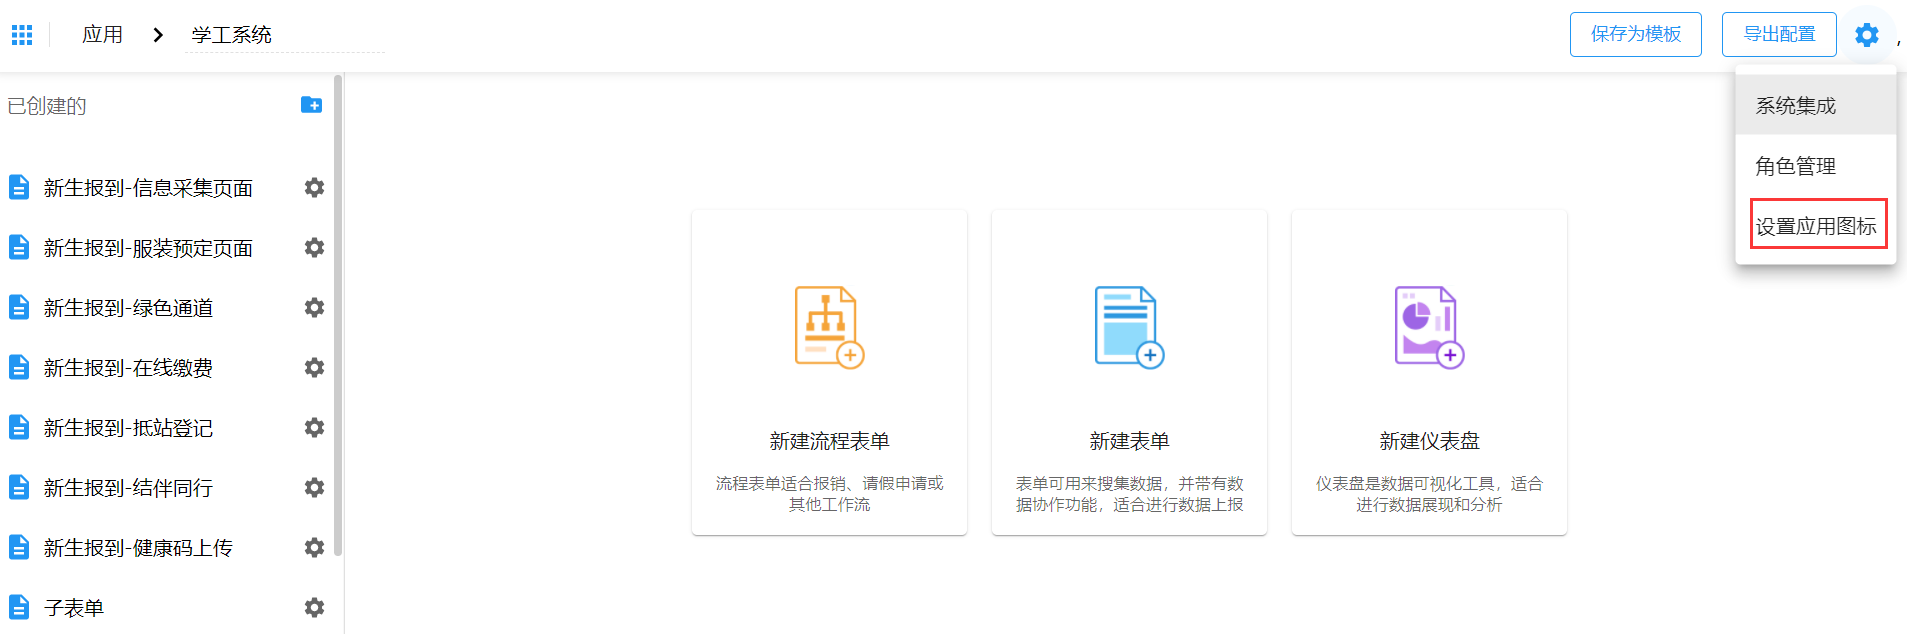 应用
学工系统
保存为模板
导出配置
,
系统集成
角色管理
设置应用图标
已创建的
新生报到-信息采集页面
新生报到-服装预定页面
新生报到-绿色通道
新生报到-在线缴费
新生报到-抵站登记
新生报到-结伴同行
新生报到-健康码上传
子表单
新建流程表单
流程表单适合报销、请假申请或
其他工作流
新建表单
表单可用来搜集数据，并带有数
据协作功能，适合进行数据上报
新建仪表盘
仪表盘是数据可视化工具，适合
进行数据展现和分析